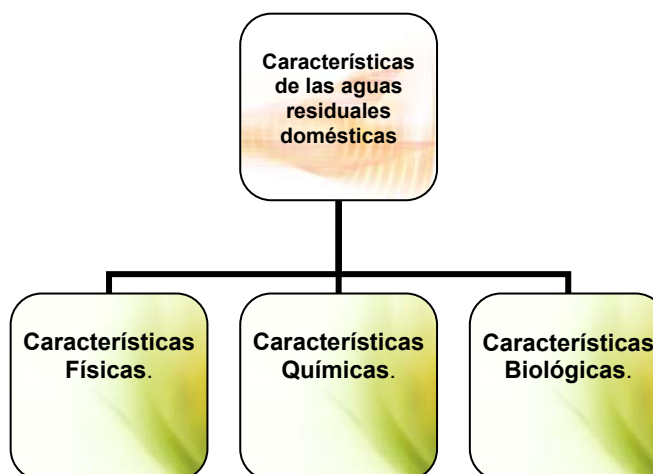 Características
de las aguas
residuales
domésticas
Características
Físicas.
Características
Químicas.
Características
Biológicas.